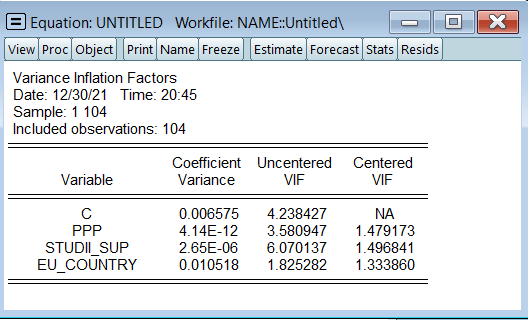 Equation: UNTITLED Workfile: NAME::Untitled\
View Proc Object Print Name Freeze Estimate Forecast Stats Resids
Variance Inflation Factors
Date: 12/30/21 Time: 20:45
Sample: 1 104
Included observations: 104
Coefficient Uncentered Centered
Variable Variance VIF VIF
C 0.006575 4.238427 NA
PPP 4.14E-12 3.580947 1.479173
STUDII_SUP 2.65E-06 6.070137 1.496841
EU_COUNTRY 0.010518 1.825282 1.333860